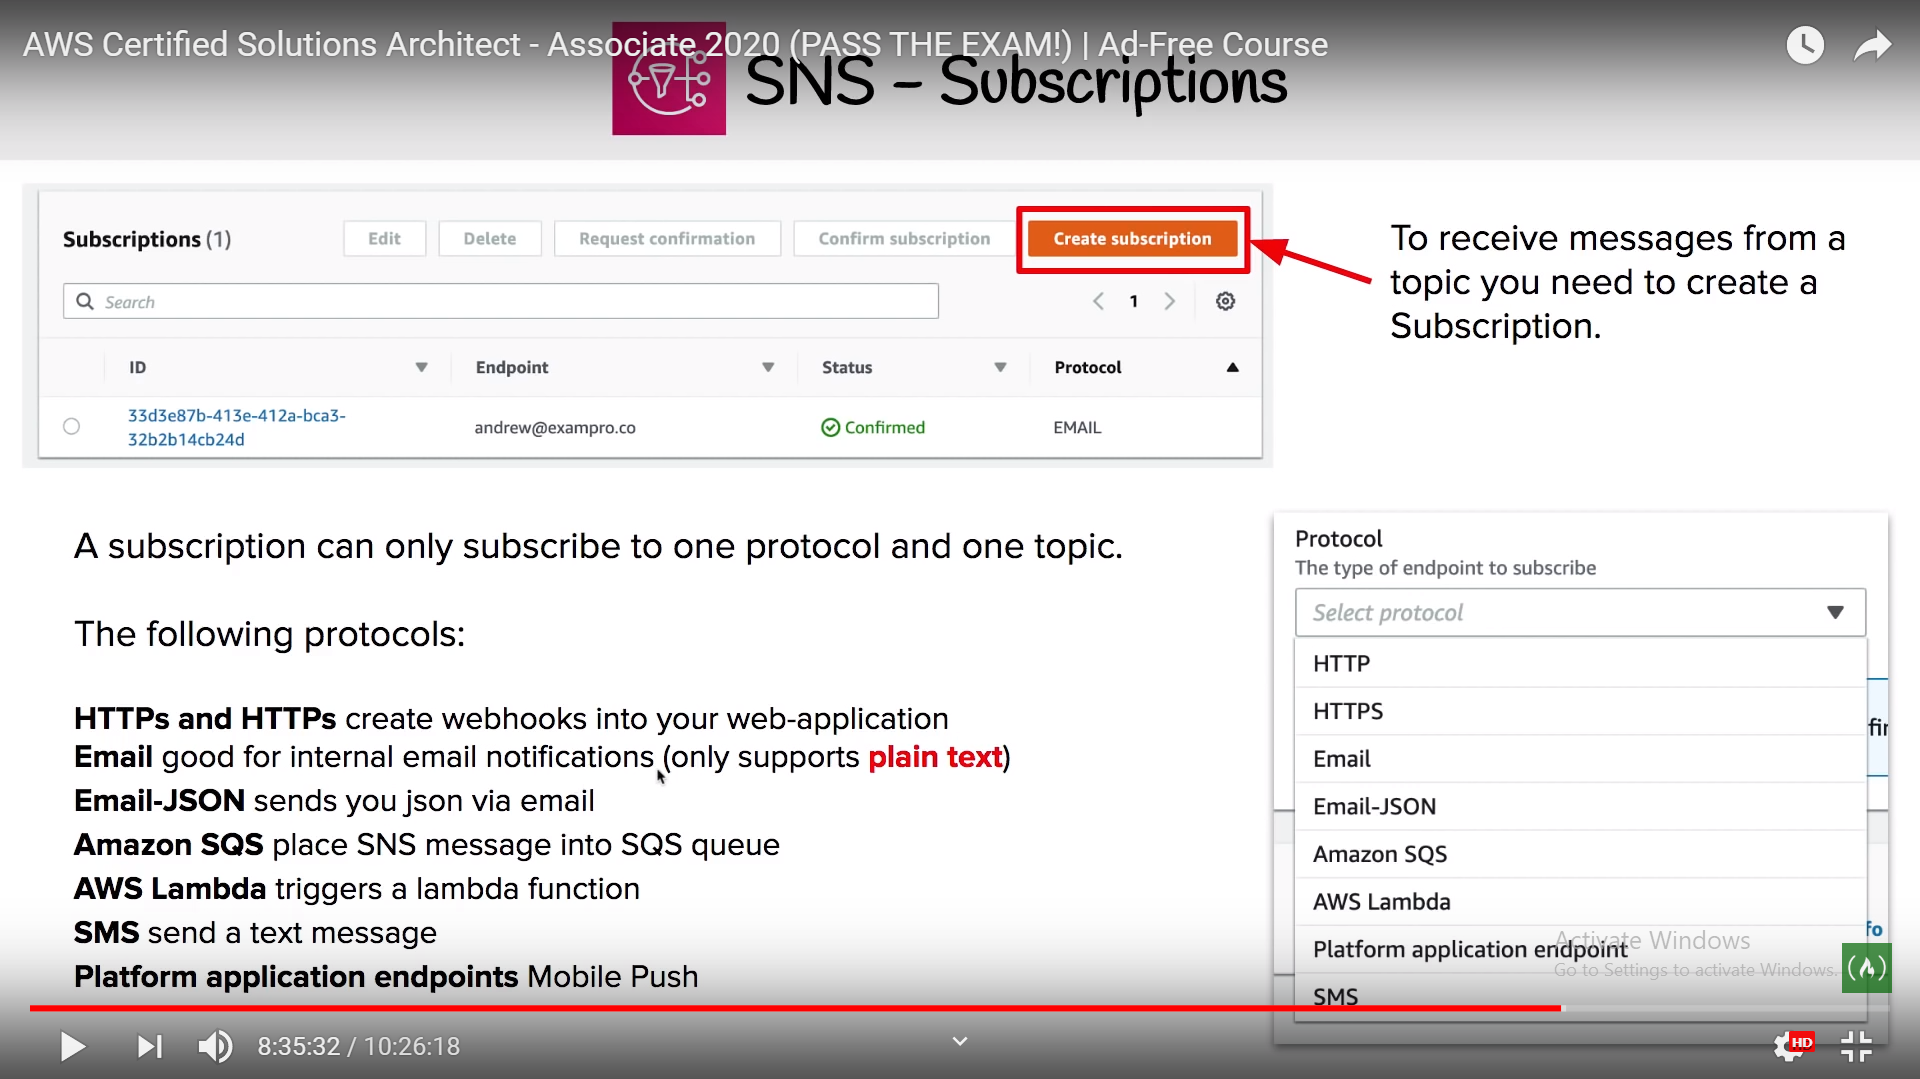 AWS Certified Solutions Architect - Associate 2020 (PASS THE EXAM!) | Ad-Free Course
SNS – Subscriptions
Subscriptions (1)
Edit
Delete
Request confirmation
Confirm subscription
Create subscription
Search
1
ID
Endpoint
Status
Protocol
33d3e87b-413e-412a-bca3-
32b2b14cb24d
andrew@exampro.co
Confirmed
EMAIL
To receive messages from a
topic you need to create a
Subscription.
A subscription can only subscribe to one protocol and one topic.
The following protocols:
HTTPs and HTTPs create webhooks into your web-application
Email good for internal email notifications (only supports plain text)
Email-JSON sends you json via email
Amazon SQS place SNS message into SQS queue
AWS Lambda triggers a lambda function
SMS send a text message
Platform application endpoints Mobile Push
Protocol
The type of endpoint to subscribe
Select protocol
HTTP
HTTPS
Email
Email-JSON
Amazon SQS
AWS Lambda
Platform application endpoint
SMS
Activate Windows
Go to Settings to activate Windows.
8:35:32 / 10:26:18
HD